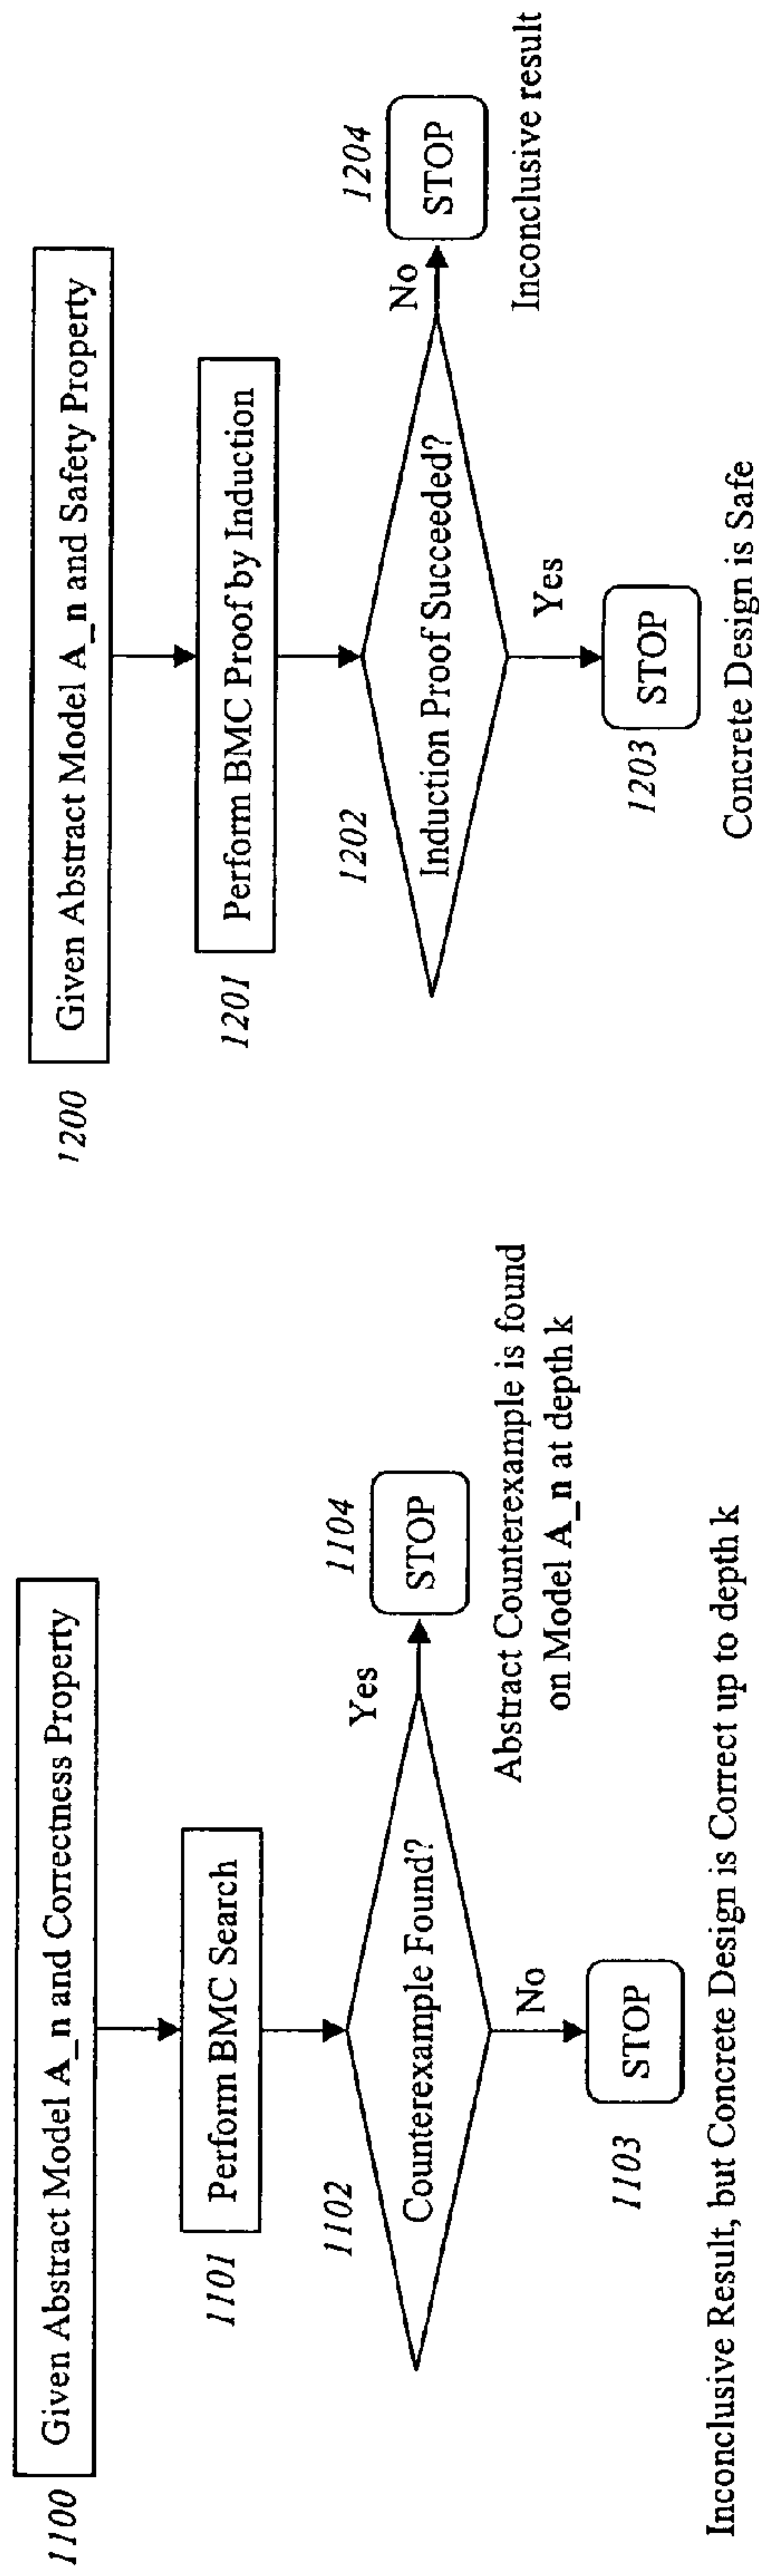 1100
Given Abstract Model A_n and Correctness Property
1101
Perform BMC Search
1102
Counterexample Found?
Yes
1104
STOP
Abstract Counterexample is found
on Model A_n at depth k
No
1103
STOP
Inconclusive Result, but Concrete Design is Correct up to depth k
1200
Given Abstract Model A_n and Safety Property
1201
Perform BMC Proof by Induction
1202
Induction Proof Succeeded?
No
1204
STOP
Inconclusive result
Yes
1203
STOP
Concrete Design is Safe